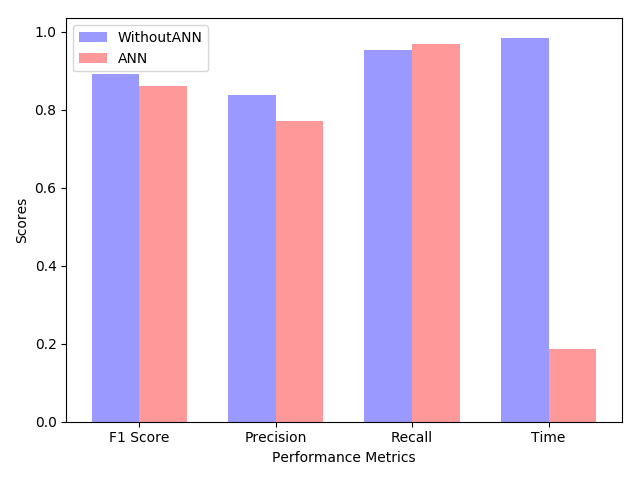 WithoutANN
ANN
1.0
0.8
0.6
0.4
0.2
0.0
Scores
F1 Score Precision Recall Time
Performance Metrics